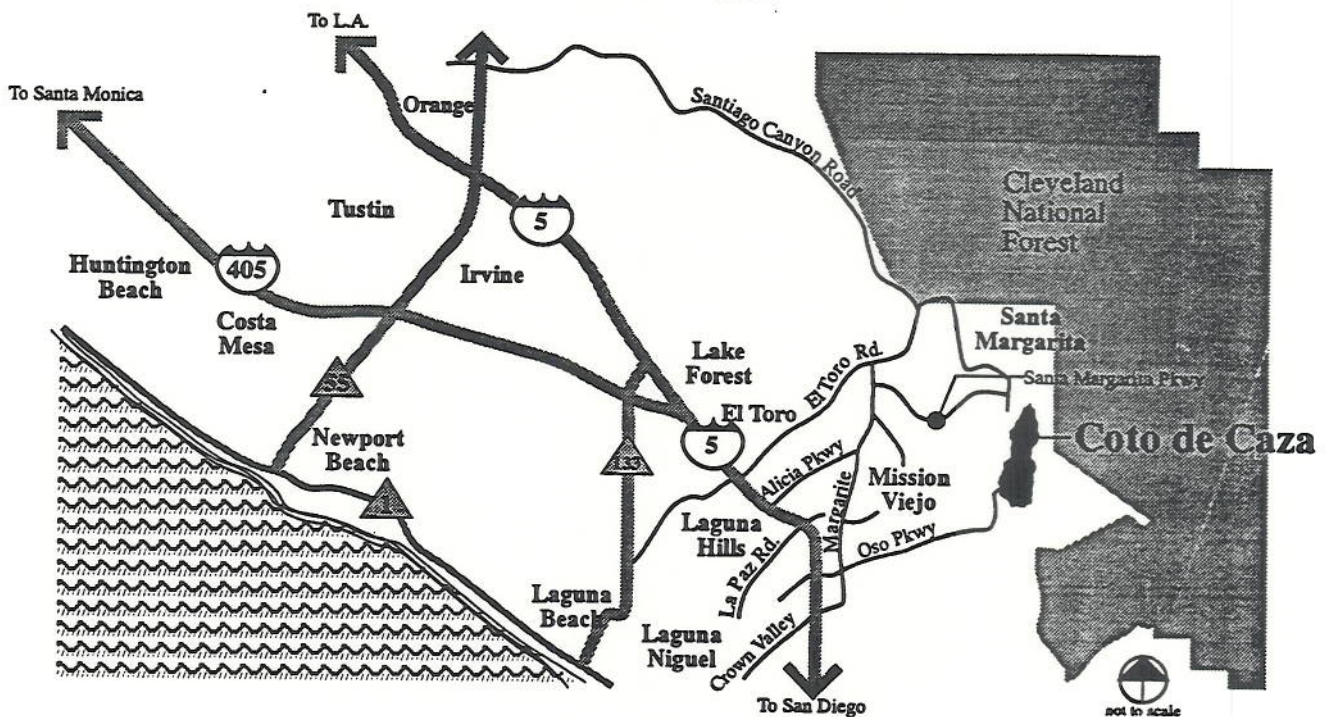 To L.A.
To Santa Monica
Orange
Santiago Canyon Road
Cleveland
National
Forest
Tustin
5
Irvine
405
Huntington
Beach
Costa
Mesa
Santa
Margarita
Lake
Forest
El Toro Rd.
Santa Margarita Pkwy
55
El Toro
Coto de Caza
Newport
Beach
133
5
Alicia Pkwy
Mission
Viejo
1
Margarite
Laguna
Hills
La Paz Rd.
Oso Pkwy
Laguna
Beach
Laguna
Niguel
Crown Valley
To San Diego
not to scale